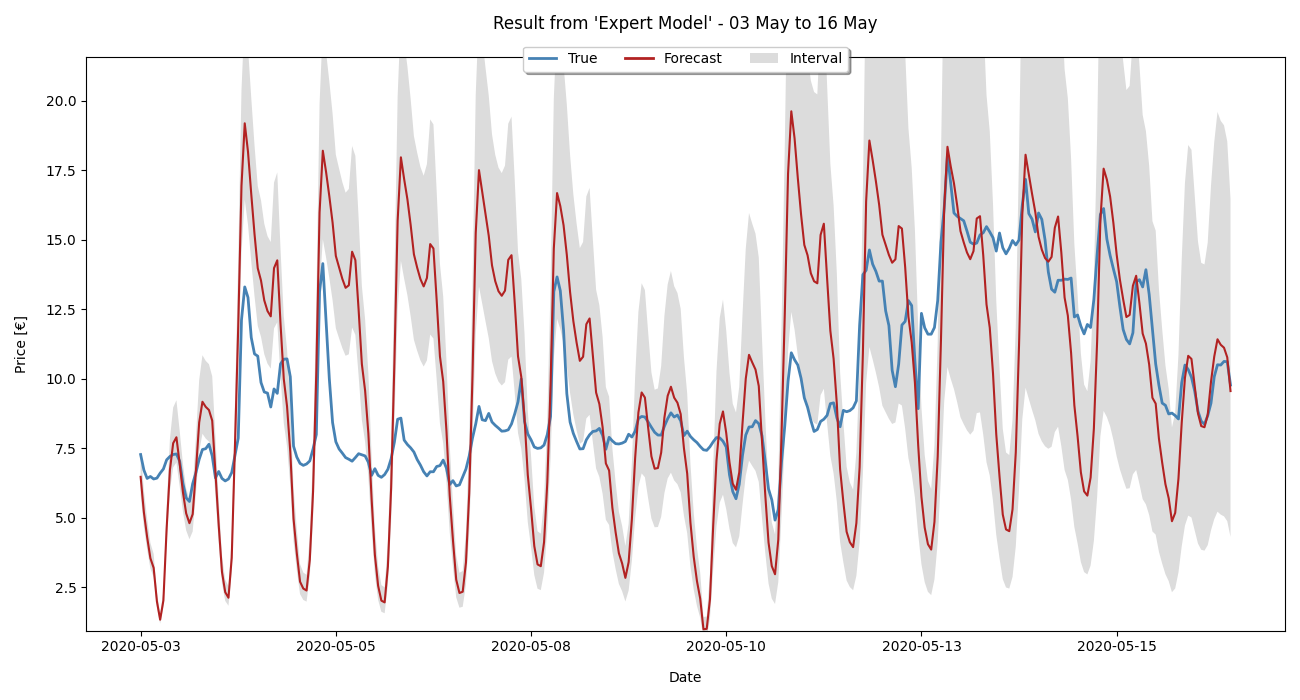 Result from 'Expert Model' - 03 May to 16 May
True
Forecast
Interval
20.0
17.5
15.0
12.5
10.0
7.5
5.0
2.5
Price [€]
2020-05-03
2020-05-05
2020-05-08
2020-05-10
2020-05-13
2020-05-15
Date